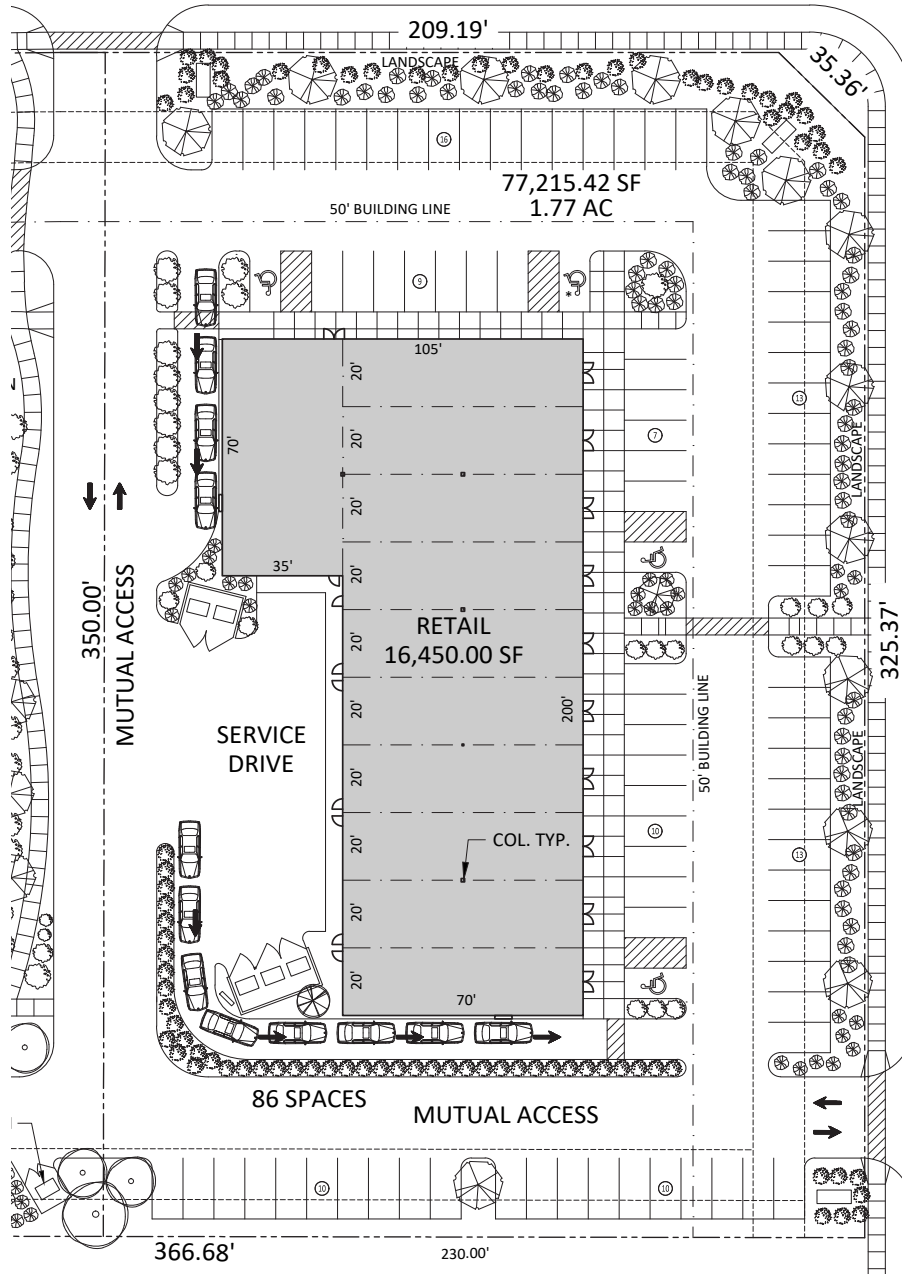 209.19'
LANDSCAPE
35.36'
16
77,215.42 SF
1.77 AC
50' BUILDING LINE
9
*
105'
20'
20'
70'
7
13
LANDSCAPE
20'
35'
20'
350.00'
MUTUAL ACCESS
RETAIL
16,450.00 SF
20'
325.37'
20'
200'
SERVICE
DRIVE
50' BUILDING LINE
LANDSCAPE
20'
20'
COL. TYP.
10
13
20'
20'
70'
86 SPACES
MUTUAL ACCESS
10
10
366.68'
230.00'